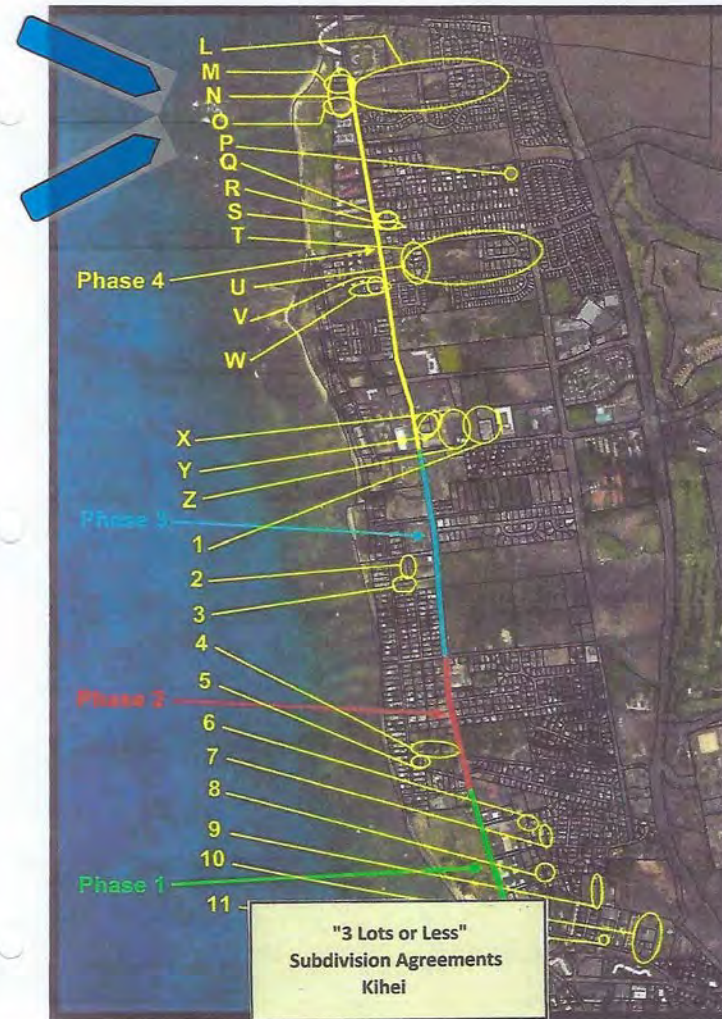 L
M
N
O
P
Q
R
S
T
Phase 4
U
V
W
X
Y
Z
Phase 3
1
2
3
4
5
Phase 2
6
7
8
9
10
Phase 1
11
"3 Lots or Less"
Subdivision Agreements
Kihei